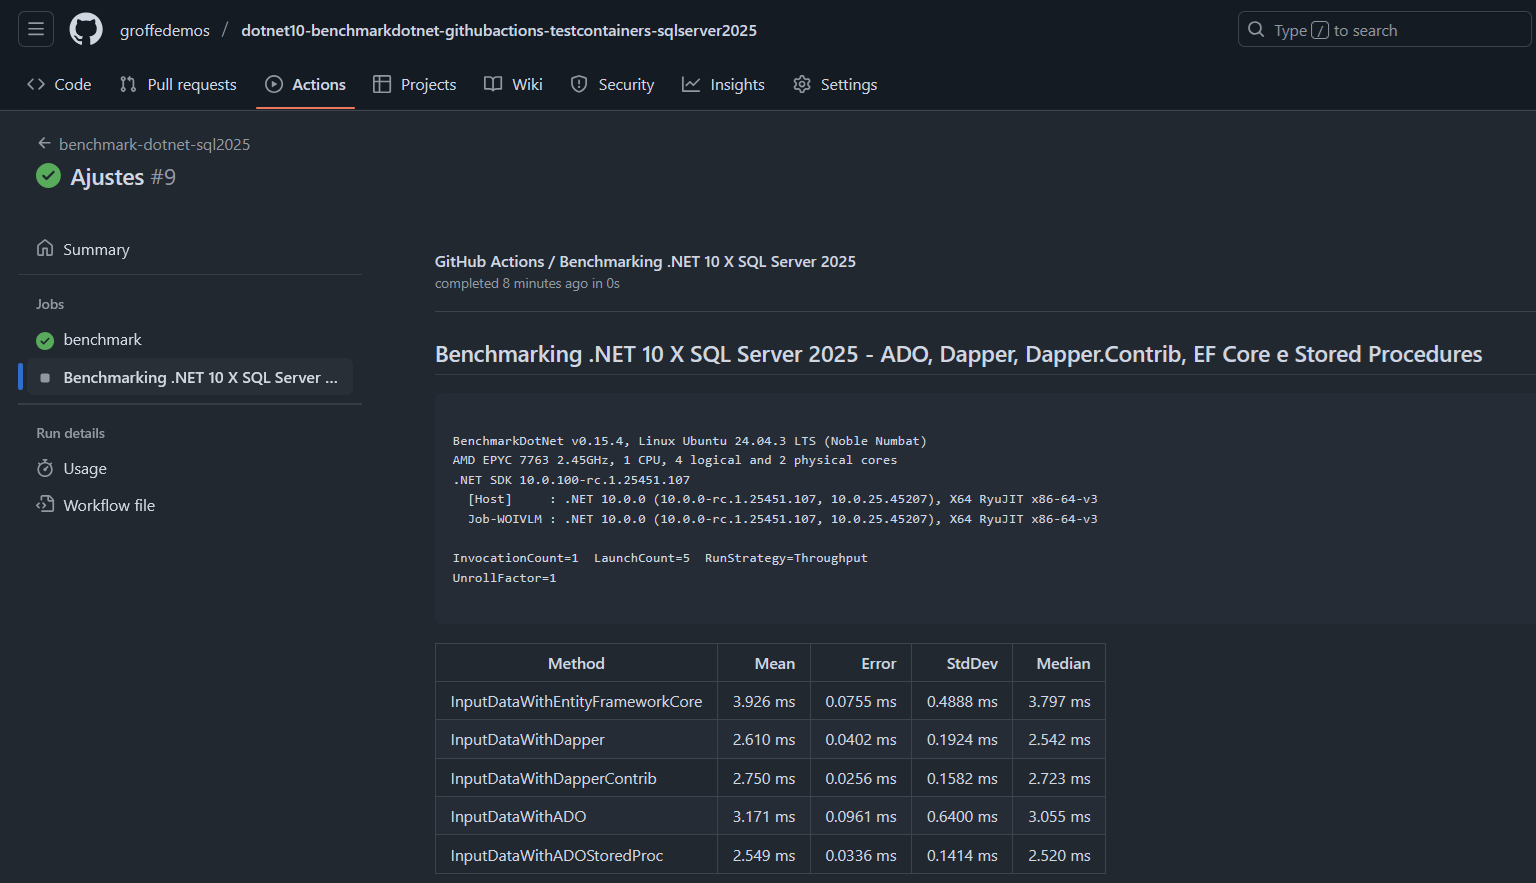 groffedemos / dotnet10-benchmarkdotnet-githubactions-testcontainers-sqlserver2025
Type / to search
Code Pull requests Actions Projects Wiki Security Insights Settings
benchmark-dotnet-sql2025
Ajustes #9
Summary
Jobs
benchmark
Benchmarking .NET 10 X SQL Server ...
Run details
Usage
Workflow file
GitHub Actions / Benchmarking .NET 10 X SQL Server 2025
completed 8 minutes ago in 0s
Benchmarking .NET 10 X SQL Server 2025 - ADO, Dapper, Dapper.Contrib, EF Core e Stored Procedures
BenchmarkDotNet v0.15.4, Linux Ubuntu 24.04.3 LTS (Noble Numbat)
AMD EPYC 7763 2.45GHz, 1 CPU, 4 logical and 2 physical cores
.NET SDK 10.0.100-rc.1.25451.107
[Host]     : .NET 10.0.0 (10.0.0-rc.1.25451.107, 10.0.25.45207), X64 RyuJIT x86-64-v3
Job-WOIVLM : .NET 10.0.0 (10.0.0-rc.1.25451.107, 10.0.25.45207), X64 RyuJIT x86-64-v3
InvocationCount=1  LaunchCount=5  RunStrategy=Throughput
UnrollFactor=1
Method Mean Error StdDev Median
InputDataWithEntityFrameworkCore 3.926 ms 0.0755 ms 0.4888 ms 3.797 ms
InputDataWithDapper 2.610 ms 0.0402 ms 0.1924 ms 2.542 ms
InputDataWithDapperContrib 2.750 ms 0.0256 ms 0.1582 ms 2.723 ms
InputDataWithADO 3.171 ms 0.0961 ms 0.6400 ms 3.055 ms
InputDataWithADOStoredProc 2.549 ms 0.0336 ms 0.1414 ms 2.520 ms